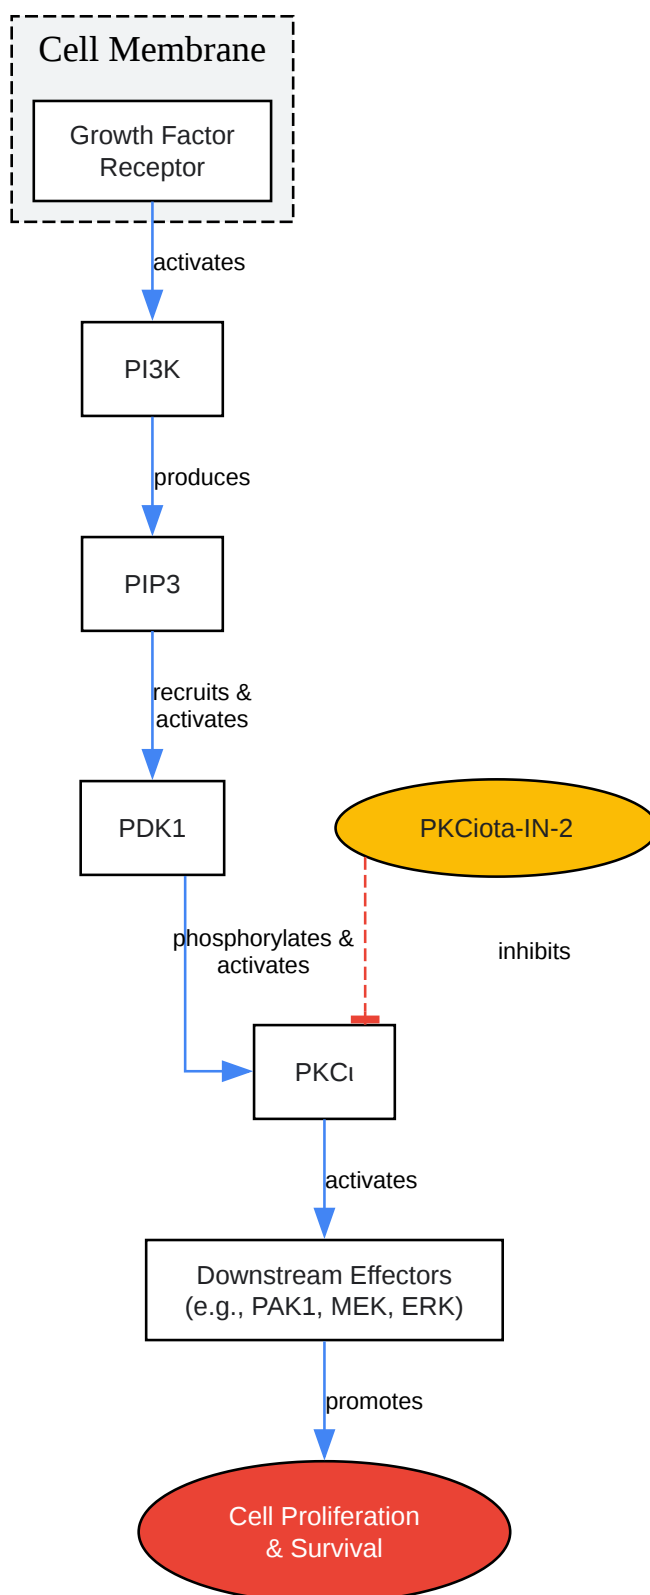 Cell Membrane
Growth Factor
Receptor
activates
PI3K
produces
PIP3
recruits &
activates
PDK1
PKCiota-IN-2
phosphorylates &
activates
inhibits
PKCι
activates
Downstream Effectors
(e.g., PAK1, MEK, ERK)
promotes
Cell Proliferation
& Survival